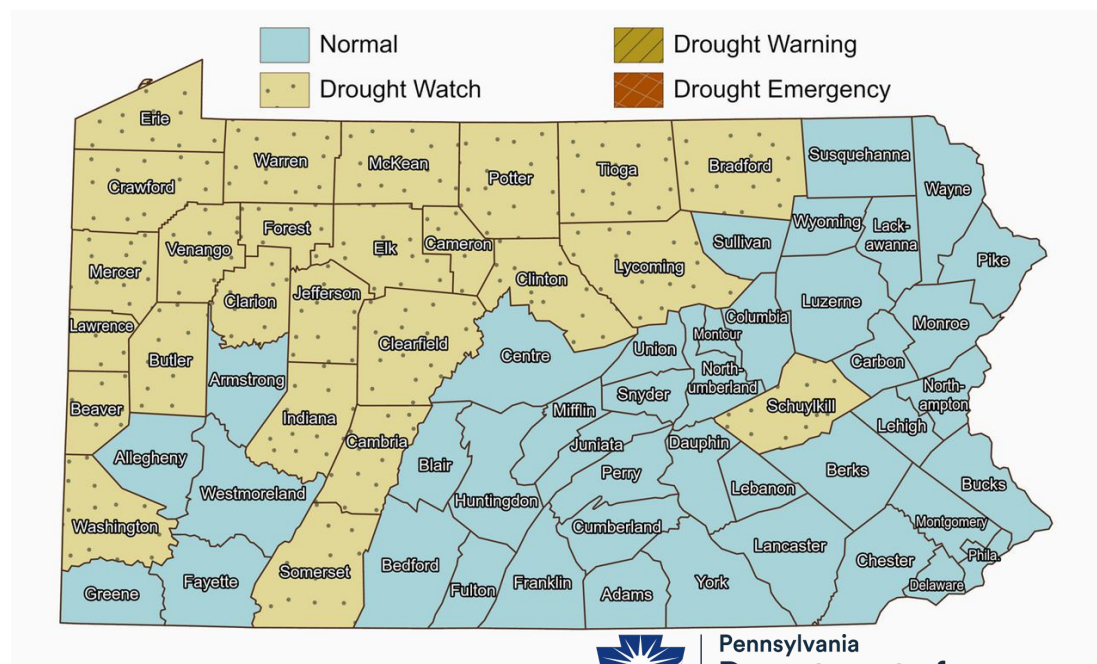 Normal
Drought Watch
Drought Warning
Drought Emergency
Erie
Warren
McKean
Potter
Tioga
Bradford
Susquehanna
Wayne
Crawford
Venango
Forest
Elk
Cameron
Clinton
Lycoming
Sullivan
Wyoming
Lack-
awanna
Pike
Mercer
Clarion
Jefferson
Luzerne
Lawrence
Butler
Clearfield
Centre
Union
Montour
Columbia
Monroe
Carbon
Armstrong
Snyder
North-
umberland
North-
ampton
Beaver
Indiana
Mifflin
Schuylkill
Lehigh
Allegheny
Cambria
Blair
Juniata
Dauphin
Westmoreland
Huntingdon
Perry
Lebanon
Berks
Bucks
Washington
Cumberland
Montgomery
Greene
Fayette
Somerset
Bedford
Fulton
Franklin
Adams
York
Lancaster
Chester
Delaware
Phila.
Pennsylvania